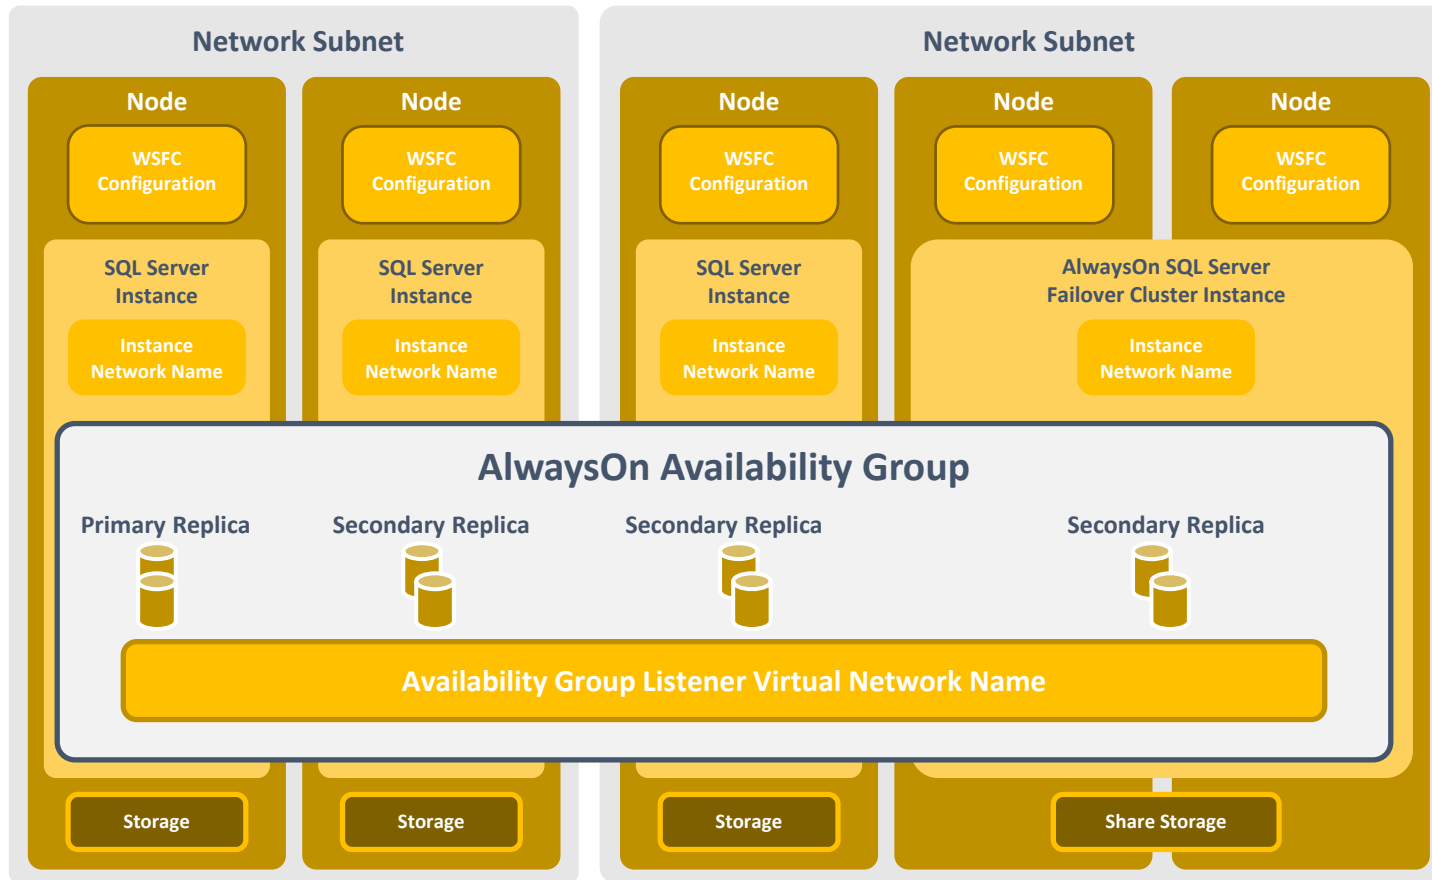 Network Subnet
Network Subnet
Node
Node
Node
Node
Node
WSFC
Configuration
WSFC
Configuration
WSFC
Configuration
WSFC
Configuration
WSFC
Configuration
SQL Server
Instance
SQL Server
Instance
SQL Server
Instance
AlwaysOn SQL Server
Failover Cluster Instance
Instance
Network Name
Instance
Network Name
Instance
Network Name
Instance
Network Name
AlwaysOn Availability Group
Primary Replica
Secondary Replica
Secondary Replica
Secondary Replica
Availability Group Listener Virtual Network Name
Storage
Storage
Storage
Share Storage